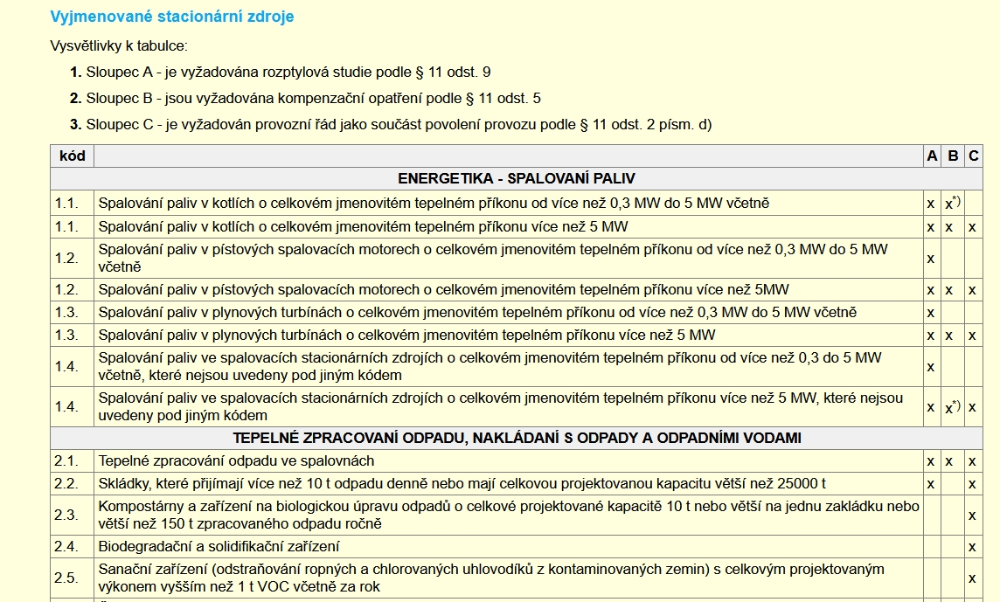 Vyjmenované stacionární zdroje
Vysvětlivky k tabulce:
1. Sloupec A - je vyžadována rozptylová studie podle § 11 odst. 9
2. Sloupec B - jsou vyžadována kompenzační opatření podle § 11 odst. 5
3. Sloupec C - je vyžadován provozní řád jako součást povolení provozu podle § 11 odst. 2 písm. d)
kód A B C
ENERGETIKA - SPALOVANÍ PALIV
1.1. Spalování paliv v kotlích o celkovém jmenovitém tepelném příkonu od více než 0,3 MW do 5 MW včetně x x*)
1.1. Spalování paliv v kotlích o celkovém jmenovitém tepelném příkonu více než 5 MW x x x
1.2. Spalování paliv v pístových spalovacích motorech o celkovém jmenovitém tepelném příkonu od více než 0,3 MW do 5 MW
včetně x
1.2. Spalování paliv v pístových spalovacích motorech o celkovém jmenovitém tepelném příkonu více než 5MW x x x
1.3. Spalování paliv v plynových turbínách o celkovém jmenovitém tepelném příkonu od více než 0,3 MW do 5 MW včetně x
1.3. Spalování paliv v plynových turbínách o celkovém jmenovitém tepelném příkonu více než 5 MW x x x
1.4. Spalování paliv ve spalovacích stacionárních zdrojích o celkovém jmenovitém tepelném příkonu od více než 0,3 do 5 MW
včetně, které nejsou uvedeny pod jiným kódem x
1.4. Spalování paliv ve spalovacích stacionárních zdrojích o celkovém jmenovitém tepelném příkonu více než 5 MW, které nejsou
uvedeny pod jiným kódem x x*) x
TEPELNÉ ZPRACOVANÍ ODPADU, NAKLÁDANÍ S ODPADY A ODPADNÍMI VODAMI
2.1. Tepelné zpracování odpadu ve spalovnách x x x
2.2. Skládky, které přijímají více než 10 t odpadu denně nebo mají celkovou projektovanou kapacitu větší než 25000 t x x
2.3. Kompostárny a zařízení na biologickou úpravu odpadů o celkové projektované kapacitě 10 t nebo větší na jednu zakládku nebo
větší než 150 t zpracovaného odpadu ročně x
2.4. Biodegradační a solidifikační zařízení x
2.5. Sanační zařízení (odstraňování ropných a chlorovaných uhlovodíků z kontaminovaných zemin) s celkovým projektovaným
výkonem vyšším než 1 t VOC včetně za rok x